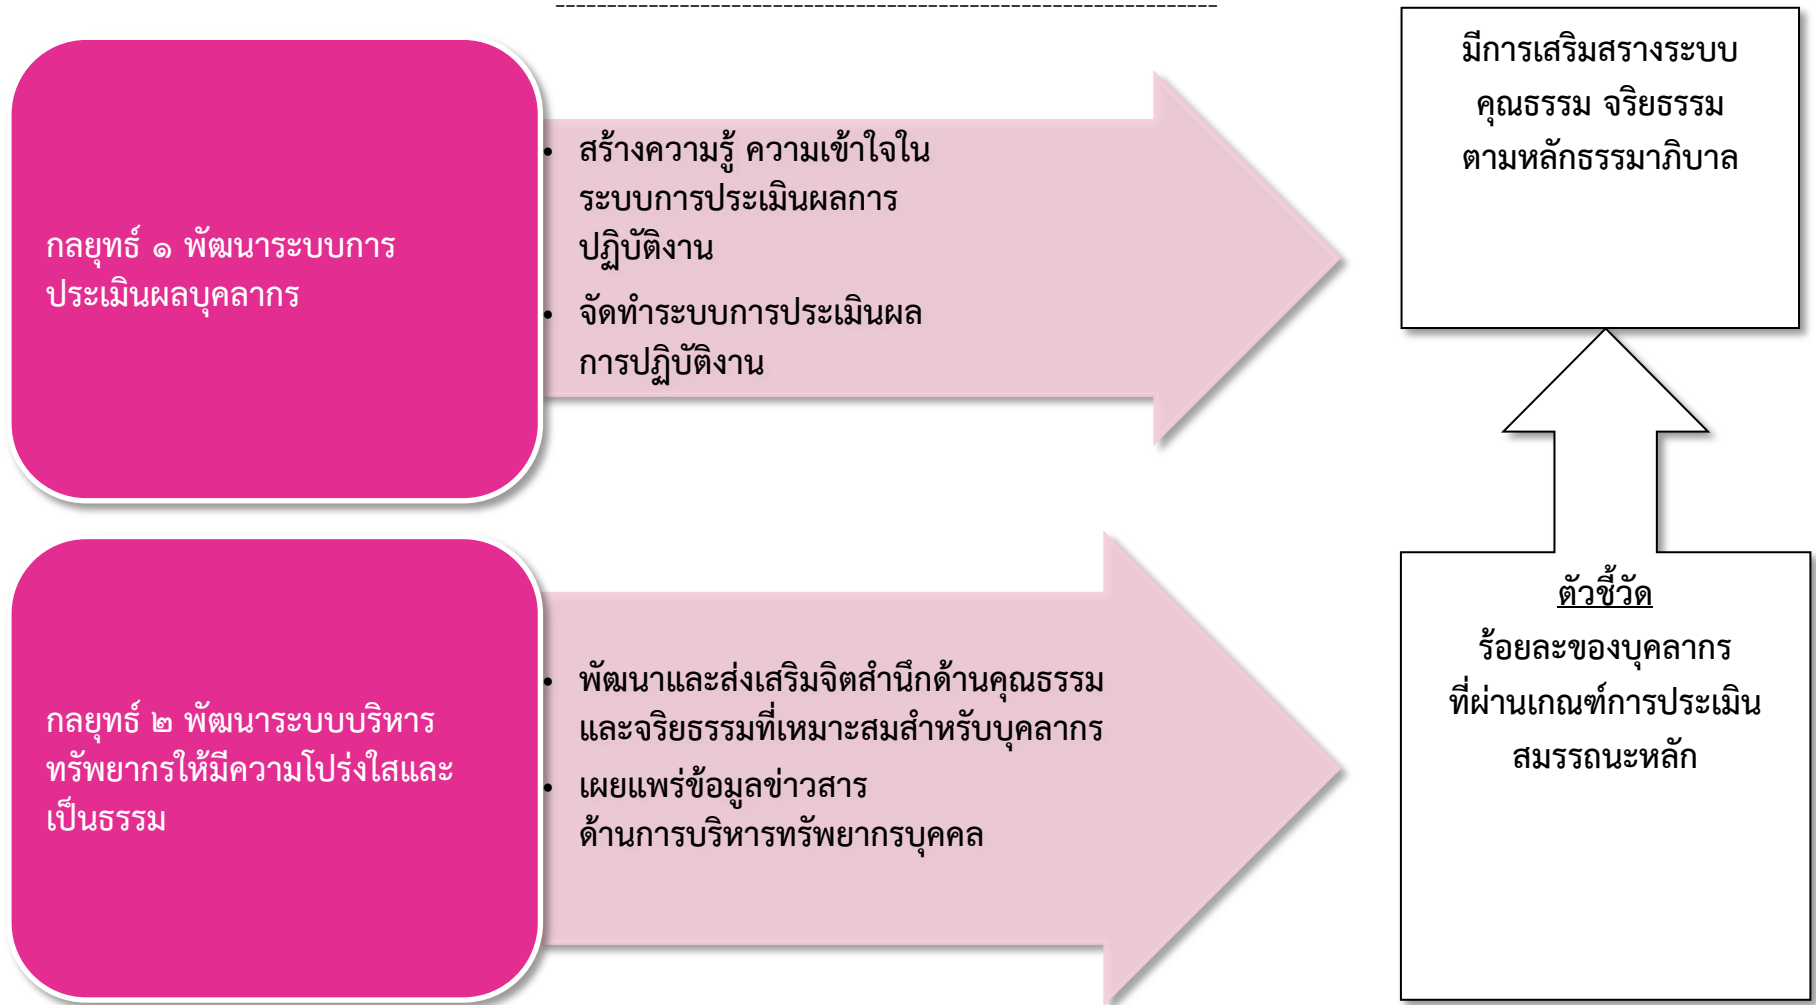 กลยุทธ์ ๑ พัฒนาระบบการ
ประเมินผลบุคลากร
• สร้างความรู้ ความเข้าใจใน
ระบบการประเมินผลการ
ปฏิบัติงาน
• จัดทำระบบการประเมินผล
การปฏิบัติงาน
มีการเสริมสรางระบบ
คุณธรรม จริยธรรม
ตามหลักธรรมาภิบาล
กลยุทธ์ ๒ พัฒนาระบบบริหาร
ทรัพยากรให้มีความโปร่งใสและ
เป็นธรรม
• พัฒนาและส่งเสริมจิตสำนึกด้านคุณธรรม
และจริยธรรมที่เหมาะสมสำหรับบุคลากร
• เผยแพร่ข้อมูลข่าวสาร
ด้านการบริหารทรัพยากรบุคคล
ตัวชี้วัด
ร้อยละของบุคลากร
ที่ผ่านเกณฑ์การประเมิน
สมรรถนะหลัก